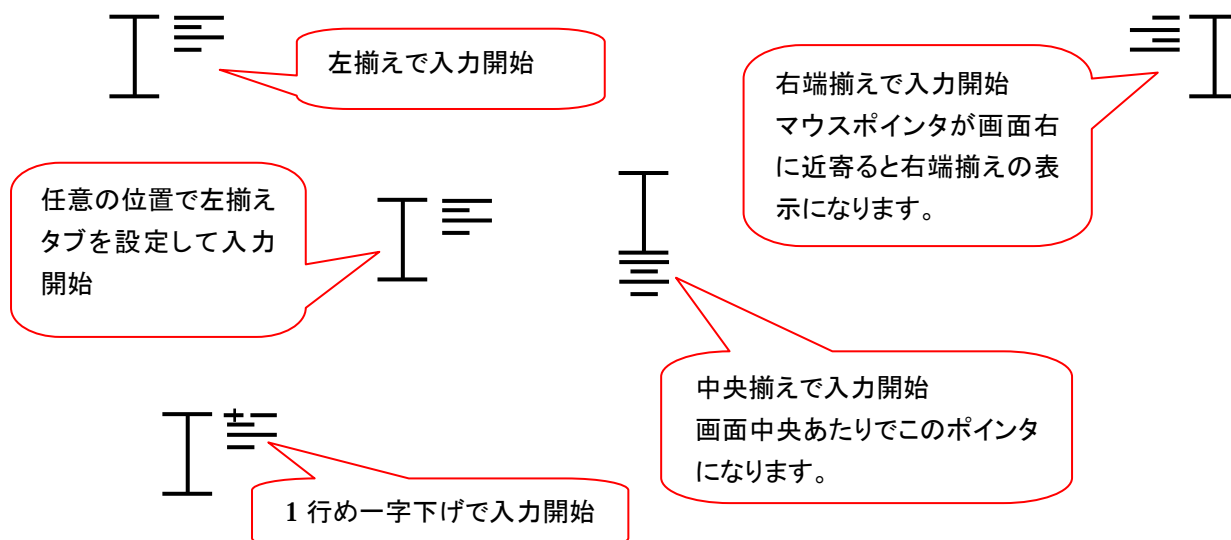 左揃えで入力開始
右端揃えで入力開始
マウスポインタが画面右
に近寄ると右端揃えの表
示になります。
任意の位置で左揃え
タブを設定して入力
開始
中央揃えで入力開始
画面中央あたりでこのポインタ
になります。
1 行め一字下げで入力開始